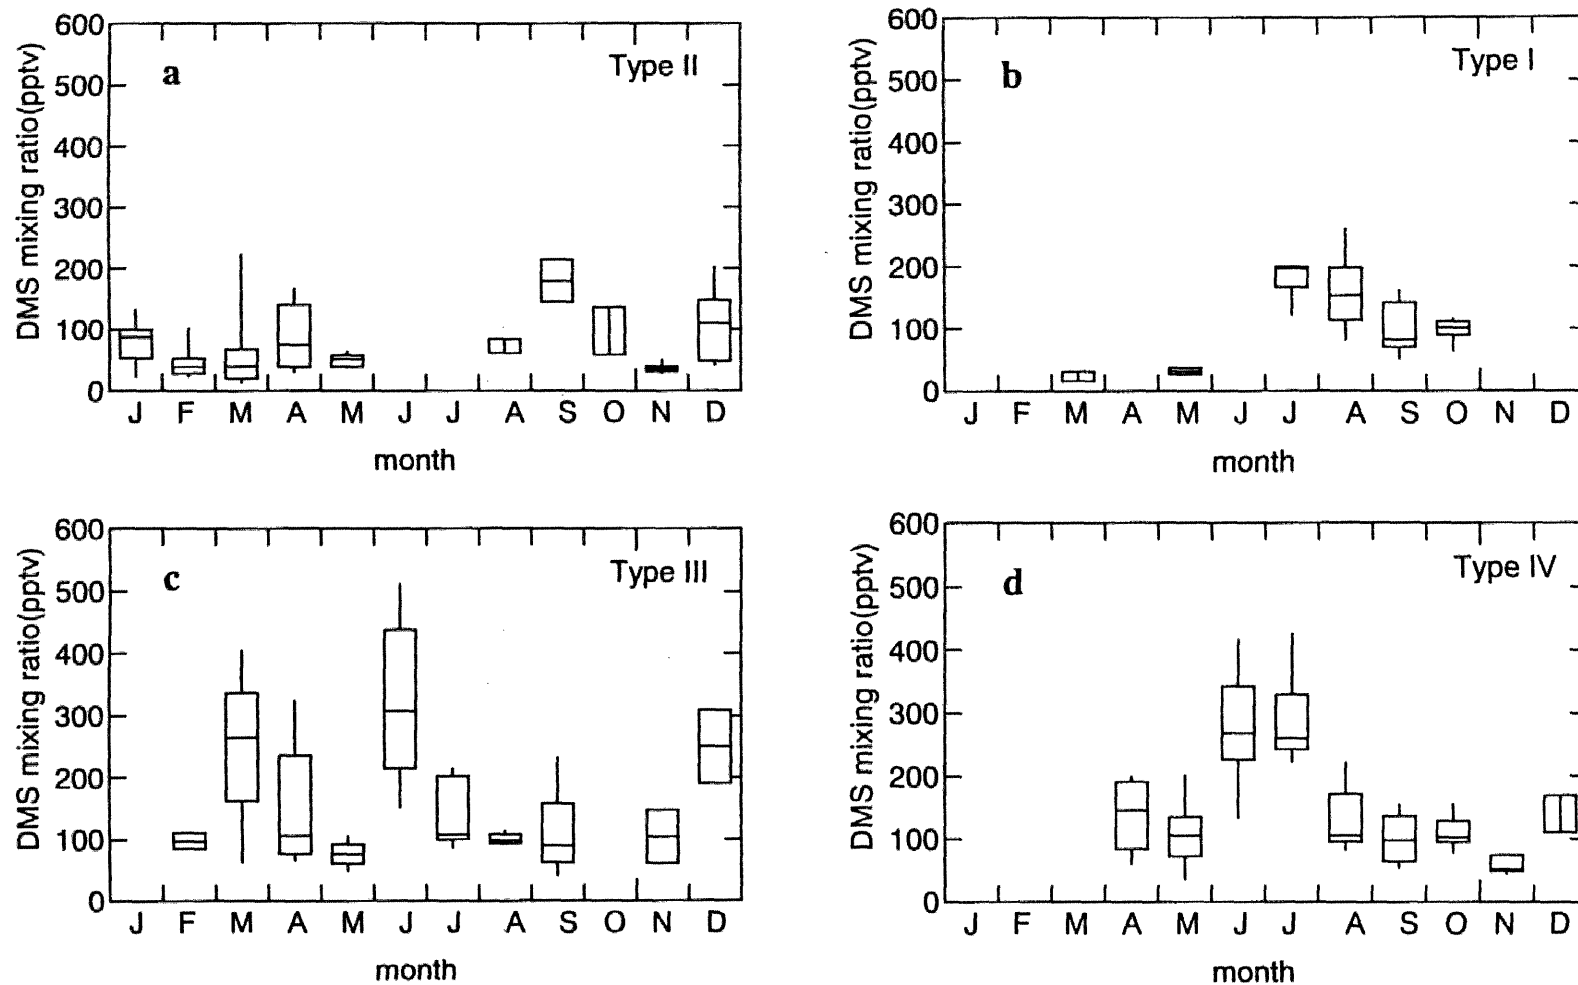 a
Type II
DMS mixing ratio(pptv)
600
500
400
300
200
100
0
J F M A M J J A S O N D
month
b
Type I
DMS mixing ratio(pptv)
600
500
400
300
200
100
0
J F M A M J J A S O N D
month
c
Type III
DMS mixing ratio(pptv)
600
500
400
300
200
100
0
J F M A M J J A S O N D
month
d
Type IV
DMS mixing ratio(pptv)
600
500
400
300
200
100
0
J F M A M J J A S O N D
month